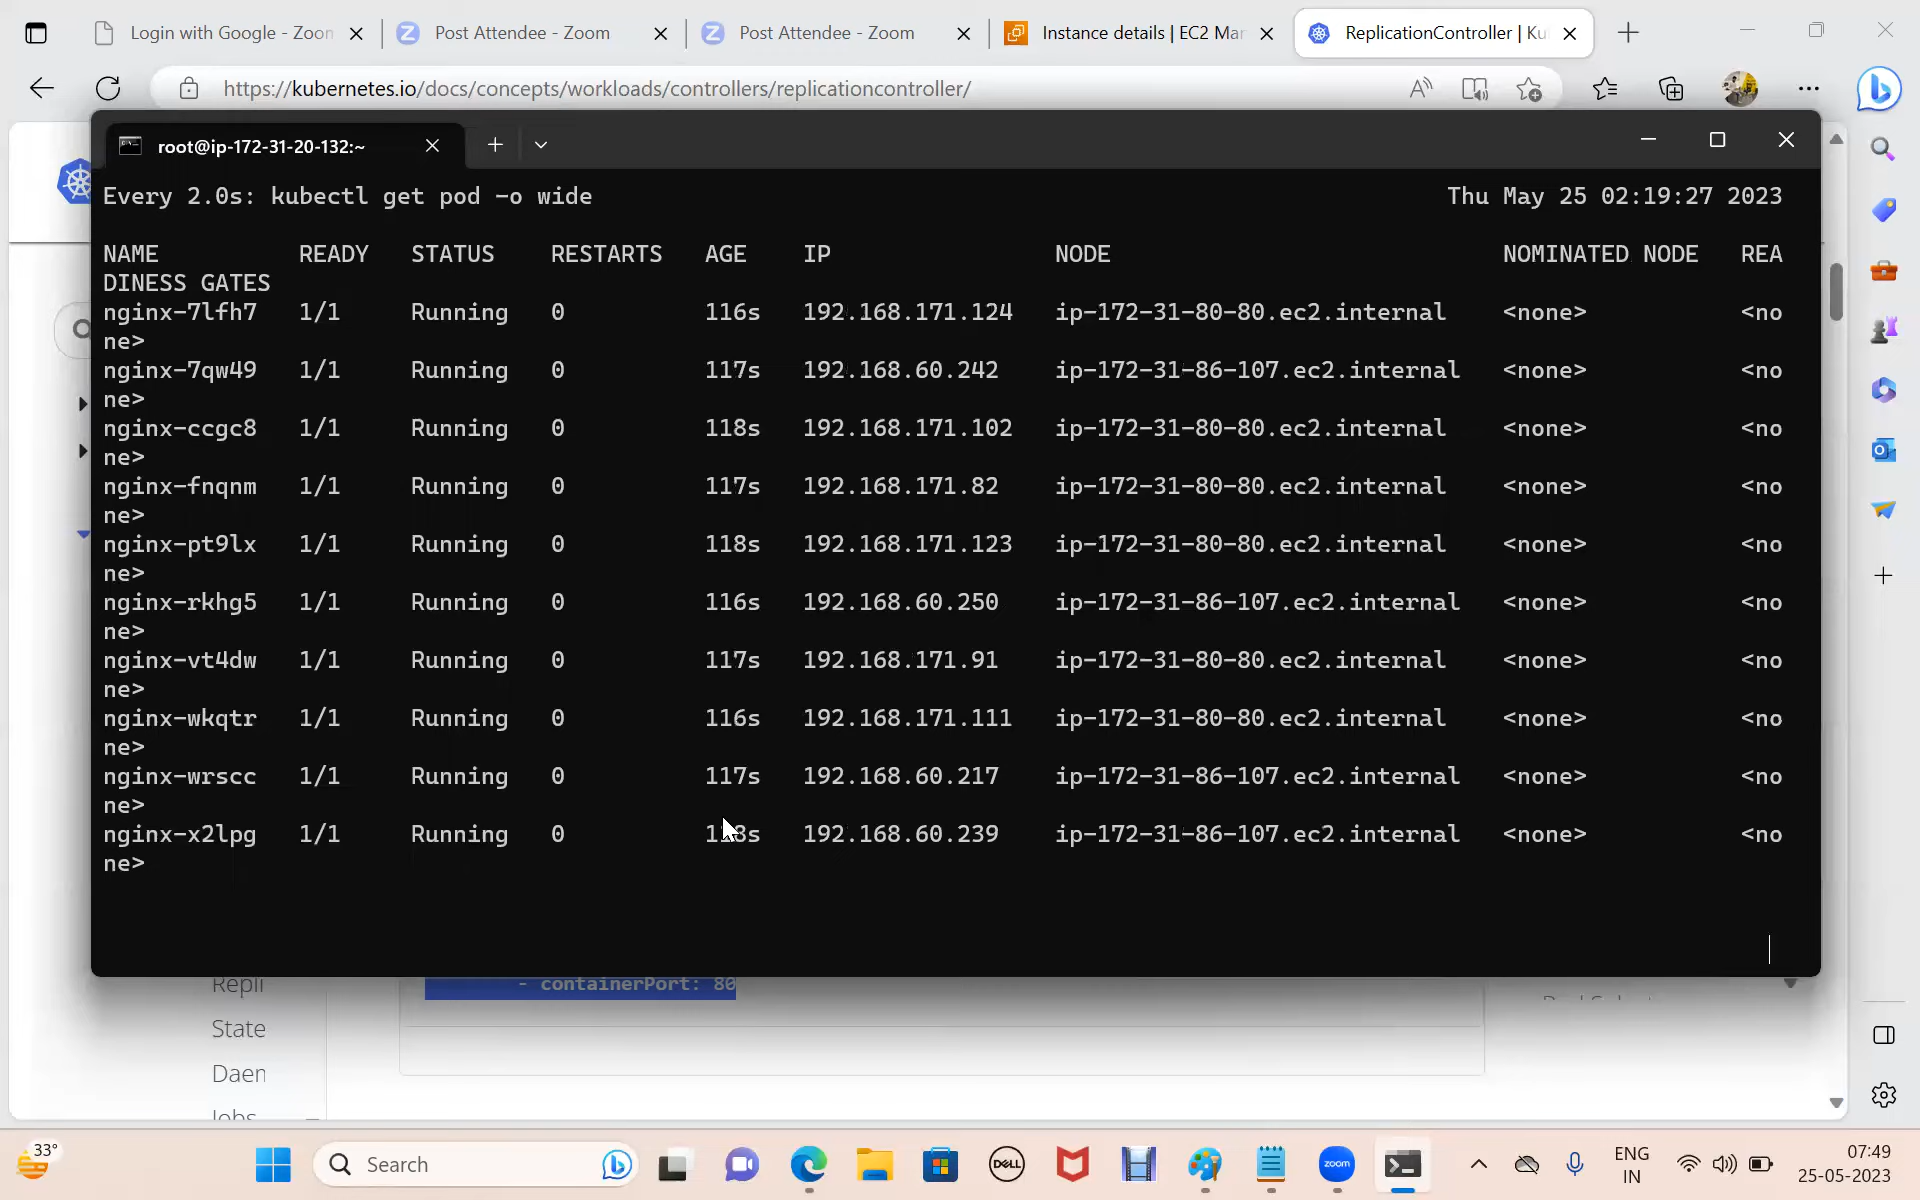 Login with Google - Zoon
Post Attendee - Zoom
Post Attendee - Zoom
Instance details | EC2 Mar
ReplicationController | Ku
https://kubernetes.io/docs/concepts/workloads/controllers/replicationcontroller/
root@ip-172-31-20-132:~
Every 2.0s: kubectl get pod -o wide Thu May 25 02:19:27 2023
NAME READY STATUS RESTARTS AGE IP NODE NOMINATED NODE REA
DINESS GATES
nginx-7lfh7 1/1 Running 0 116s 192.168.171.124 ip-172-31-80-80.ec2.internal <none> <no
ne>
nginx-7qw49 1/1 Running 0 117s 192.168.60.242 ip-172-31-86-107.ec2.internal <none> <no
ne>
nginx-ccgc8 1/1 Running 0 118s 192.168.171.102 ip-172-31-80-80.ec2.internal <none> <no
ne>
nginx-fnqnm 1/1 Running 0 117s 192.168.171.82 ip-172-31-80-80.ec2.internal <none> <no
ne>
nginx-pt9lx 1/1 Running 0 118s 192.168.171.123 ip-172-31-80-80.ec2.internal <none> <no
ne>
nginx-rkhg5 1/1 Running 0 116s 192.168.60.250 ip-172-31-86-107.ec2.internal <none> <no
ne>
nginx-vt4dw 1/1 Running 0 117s 192.168.171.91 ip-172-31-80-80.ec2.internal <none> <no
ne>
nginx-wkqtr 1/1 Running 0 116s 192.168.171.111 ip-172-31-80-80.ec2.internal <none> <no
ne>
nginx-wrscc 1/1 Running 0 117s 192.168.60.217 ip-172-31-86-107.ec2.internal <none> <no
ne>
nginx-x2lpg 1/1 Running 0 118s 192.168.60.239 ip-172-31-86-107.ec2.internal <none> <no
ne>
Repli
- containerPort: 80
State
Daen
Jobs
33°
Search
DELL
zoom
ENG
IN
07:49
25-05-2023